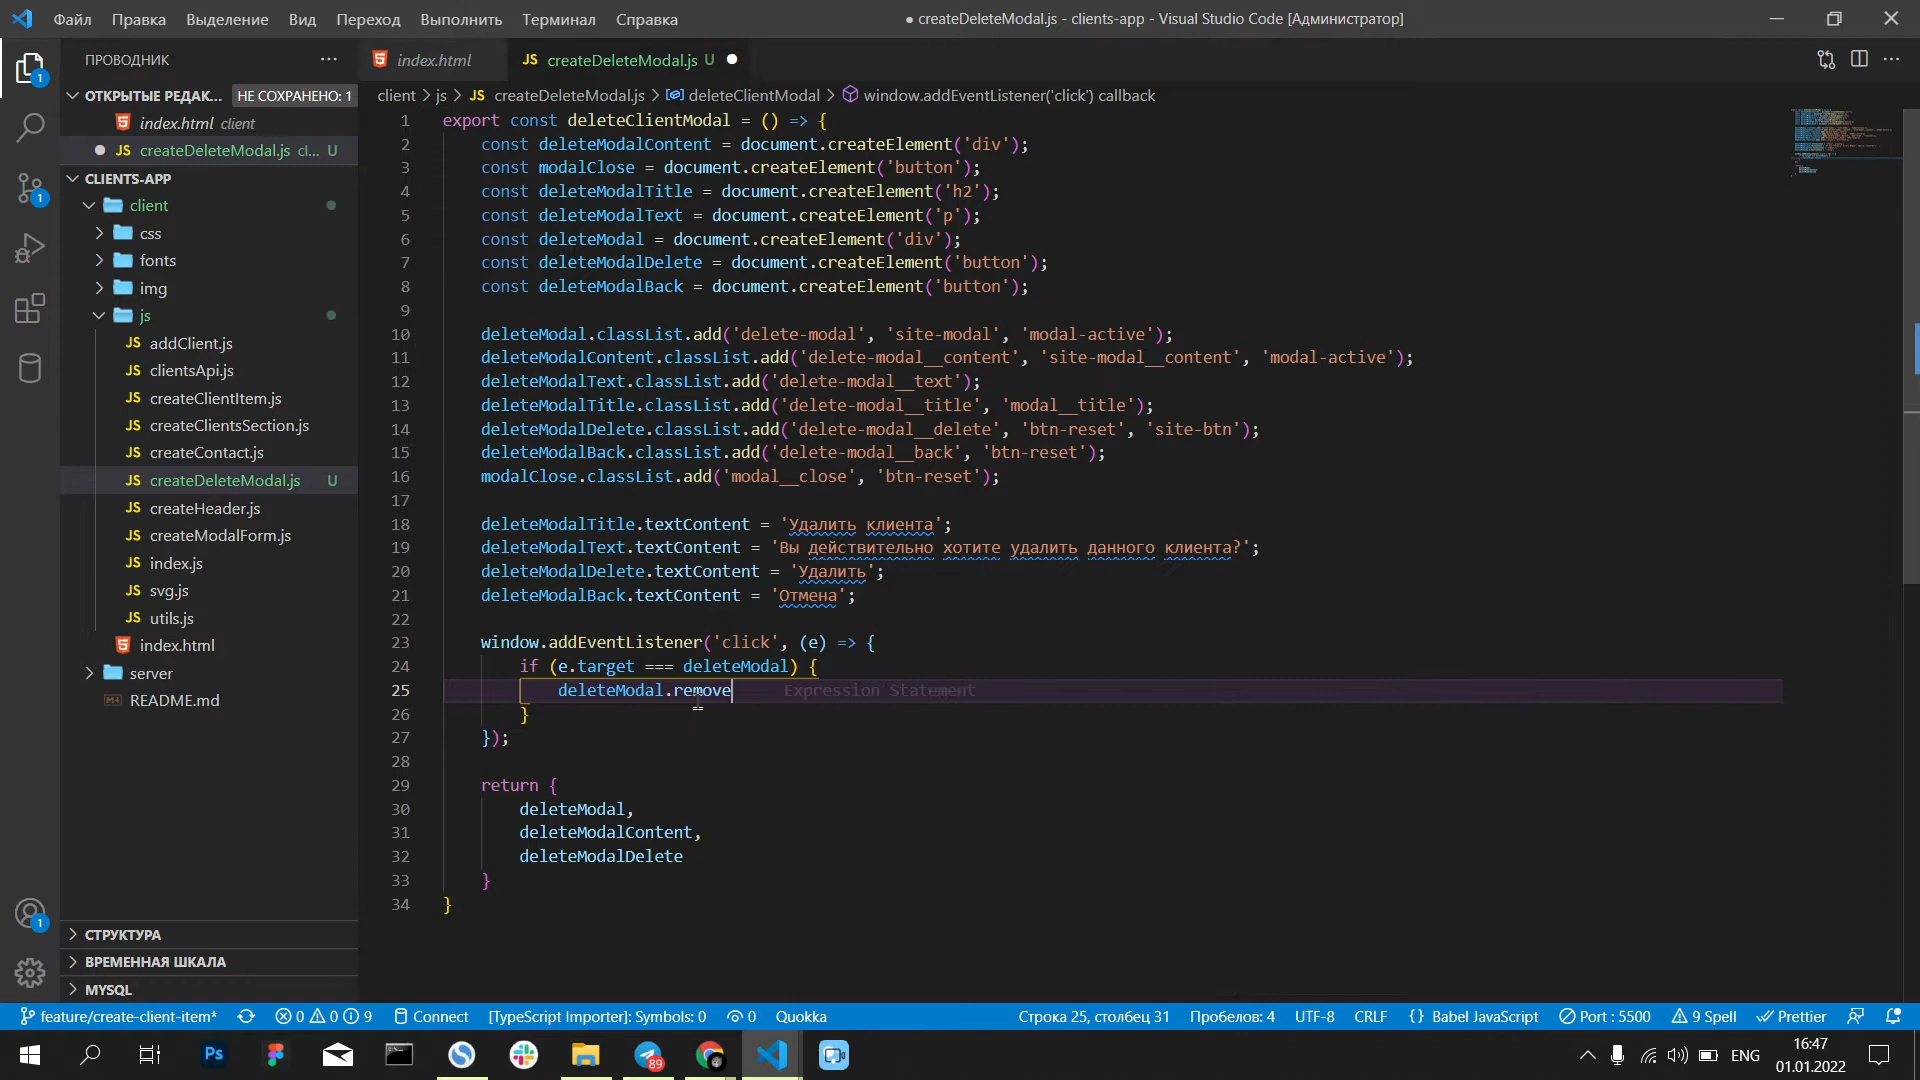 Файл Правка Выделение Вид Переход Выполнить Терминал Справка
● createDeleteModal.js - clients-app - Visual Studio Code [Администратор]
ПРОВОДНИК
ОТКРЫТЫЕ РЕДАК... НЕ СОХРАНЕНО: 1
index.html client
JS createDeleteModal.js cl... U
CLIENTS-APP
client
css
fonts
img
js
JS addClient.js
JS clientsApi.js
JS createClientItem.js
JS createClientsSection.js
JS createContact.js
JS createDeleteModal.js U
JS createHeader.js
JS createModalForm.js
JS index.js
JS svg.js
JS utils.js
index.html
server
README.md
СТРУКТУРА
ВРЕМЕННАЯ ШКАЛА
MYSQL
1
1
1
index.html
JS createDeleteModal.js U
client > js > JS createDeleteModal.js > deleteClientModal > window.addEventListener('click') callback
1 export const deleteClientModal = () => {
2 const deleteModalContent = document.createElement('div');
3 const modalClose = document.createElement('button');
4 const deleteModalTitle = document.createElement('h2');
5 const deleteModalText = document.createElement('p');
6 const deleteModal = document.createElement('div');
7 const deleteModalDelete = document.createElement('button');
8 const deleteModalBack = document.createElement('button');
9
10 deleteModal.classList.add('delete-modal', 'site-modal', 'modal-active');
11 deleteModalContent.classList.add('delete-modal__content', 'site-modal__content', 'modal-active');
12 deleteModalText.classList.add('delete-modal__text');
13 deleteModalTitle.classList.add('delete-modal__title', 'modal__title');
14 deleteModalDelete.classList.add('delete-modal__delete', 'btn-reset', 'site-btn');
15 deleteModalBack.classList.add('delete-modal__back', 'btn-reset');
16 modalClose.classList.add('modal__close', 'btn-reset');
17
18 deleteModalTitle.textContent = 'Удалить клиента';
19 deleteModalText.textContent = 'Вы действительно хотите удалить данного клиента?';
20 deleteModalDelete.textContent = 'Удалить';
21 deleteModalBack.textContent = 'Отмена';
22
23 window.addEventListener('click', (e) => {
24 if (e.target === deleteModal) {
25 deleteModal.remove Expression Statement
26 }
27 });
28
29 return {
30 deleteModal,
31 deleteModalContent,
32 deleteModalDelete
33 }
34 }
feature/create-client-item* 0 0 9 Connect [TypeScript Importer]: Symbols: 0 0 Quokka
Строка 25, столбец 31 Пробелов: 4 UTF-8 CRLF {} Babel JavaScript Port : 5500 9 Spell Prettier
Ps 89 ENG
16:47
01.01.2022